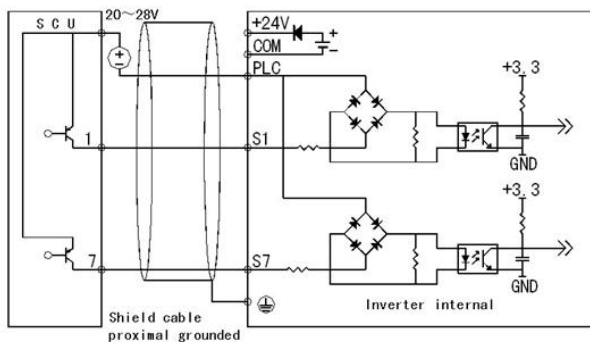 SCU
20~28V
+24V
COM
PLC
+3.3
1
S1
GND
+3.3
7
S7
GND
Shield cable
proximal grounded
Inverter internal